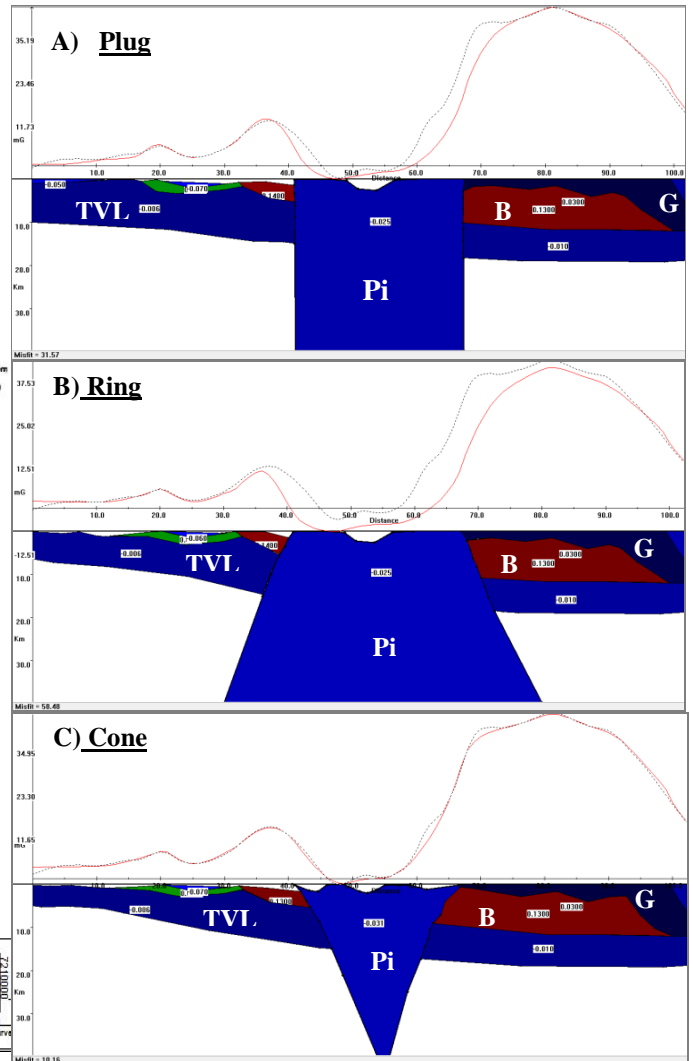 A) Plug
35.19
23.46
11.73
mG
10.0 20.0 30.0 40.0 50.0 60.0 70.0 80.0 90.0 100.0
Distance
-0.050
-0.070
TVL
-0.006
-0.025
B
0.1300
0.0300
G
-0.010
10.0
20.0
Km
30.0
Pi
Misfit = 31.57
B) Ring
37.53
25.02
12.51
mG
10.0 20.0 30.0 40.0 50.0 60.0 70.0 80.0 90.0 100.0
Distance
-12.51
-0.060
-0.006
TVL
-0.025
B
0.1300
0.0300
G
-0.010
10.0
20.0
Km
30.0
Pi
Misfit = 58.48
C) Cone
34.95
23.30
11.65
mG
-0.070
0.1300
-0.006
TVL
-0.031
B
0.1300
0.0300
G
-0.010
10.0
20.0
Km
30.0
Pi
Misfit = 10.16
7210000